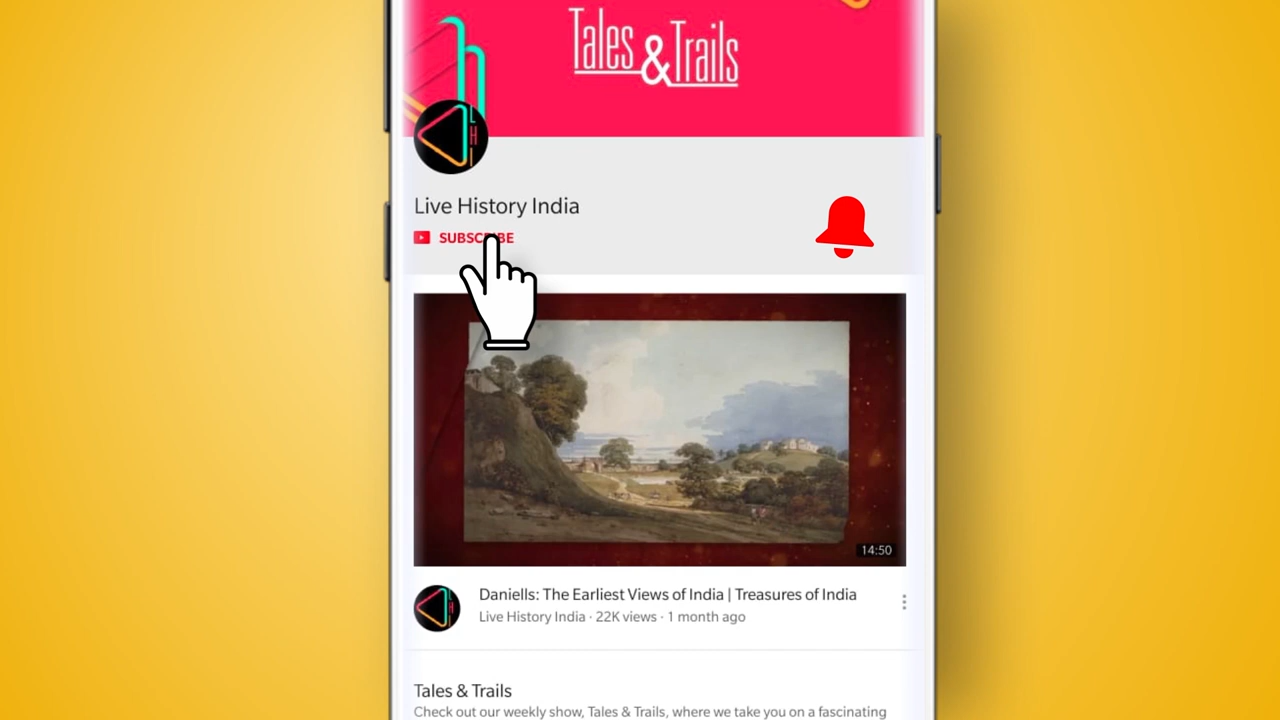 Tales & Trails
LHI
Live History India
SUBSCRIBE
14:50
Daniells: The Earliest Views of India | Treasures of India
Live History India · 22K views · 1 month ago
LHI
Tales & Trails
Check out our weekly show, Tales & Trails, where we take you on a fascinating